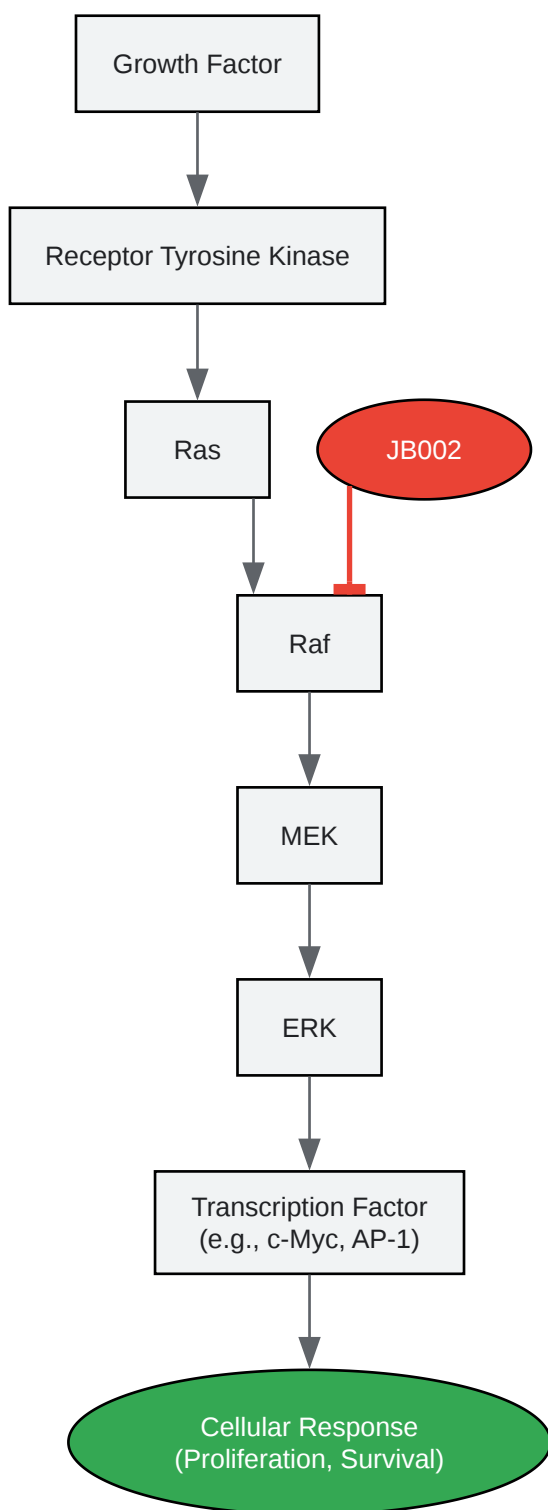 Growth Factor
Receptor Tyrosine Kinase
Ras
JB002
Raf
MEK
ERK
Transcription Factor
(e.g., c-Myc, AP-1)
Cellular Response
(Proliferation, Survival)